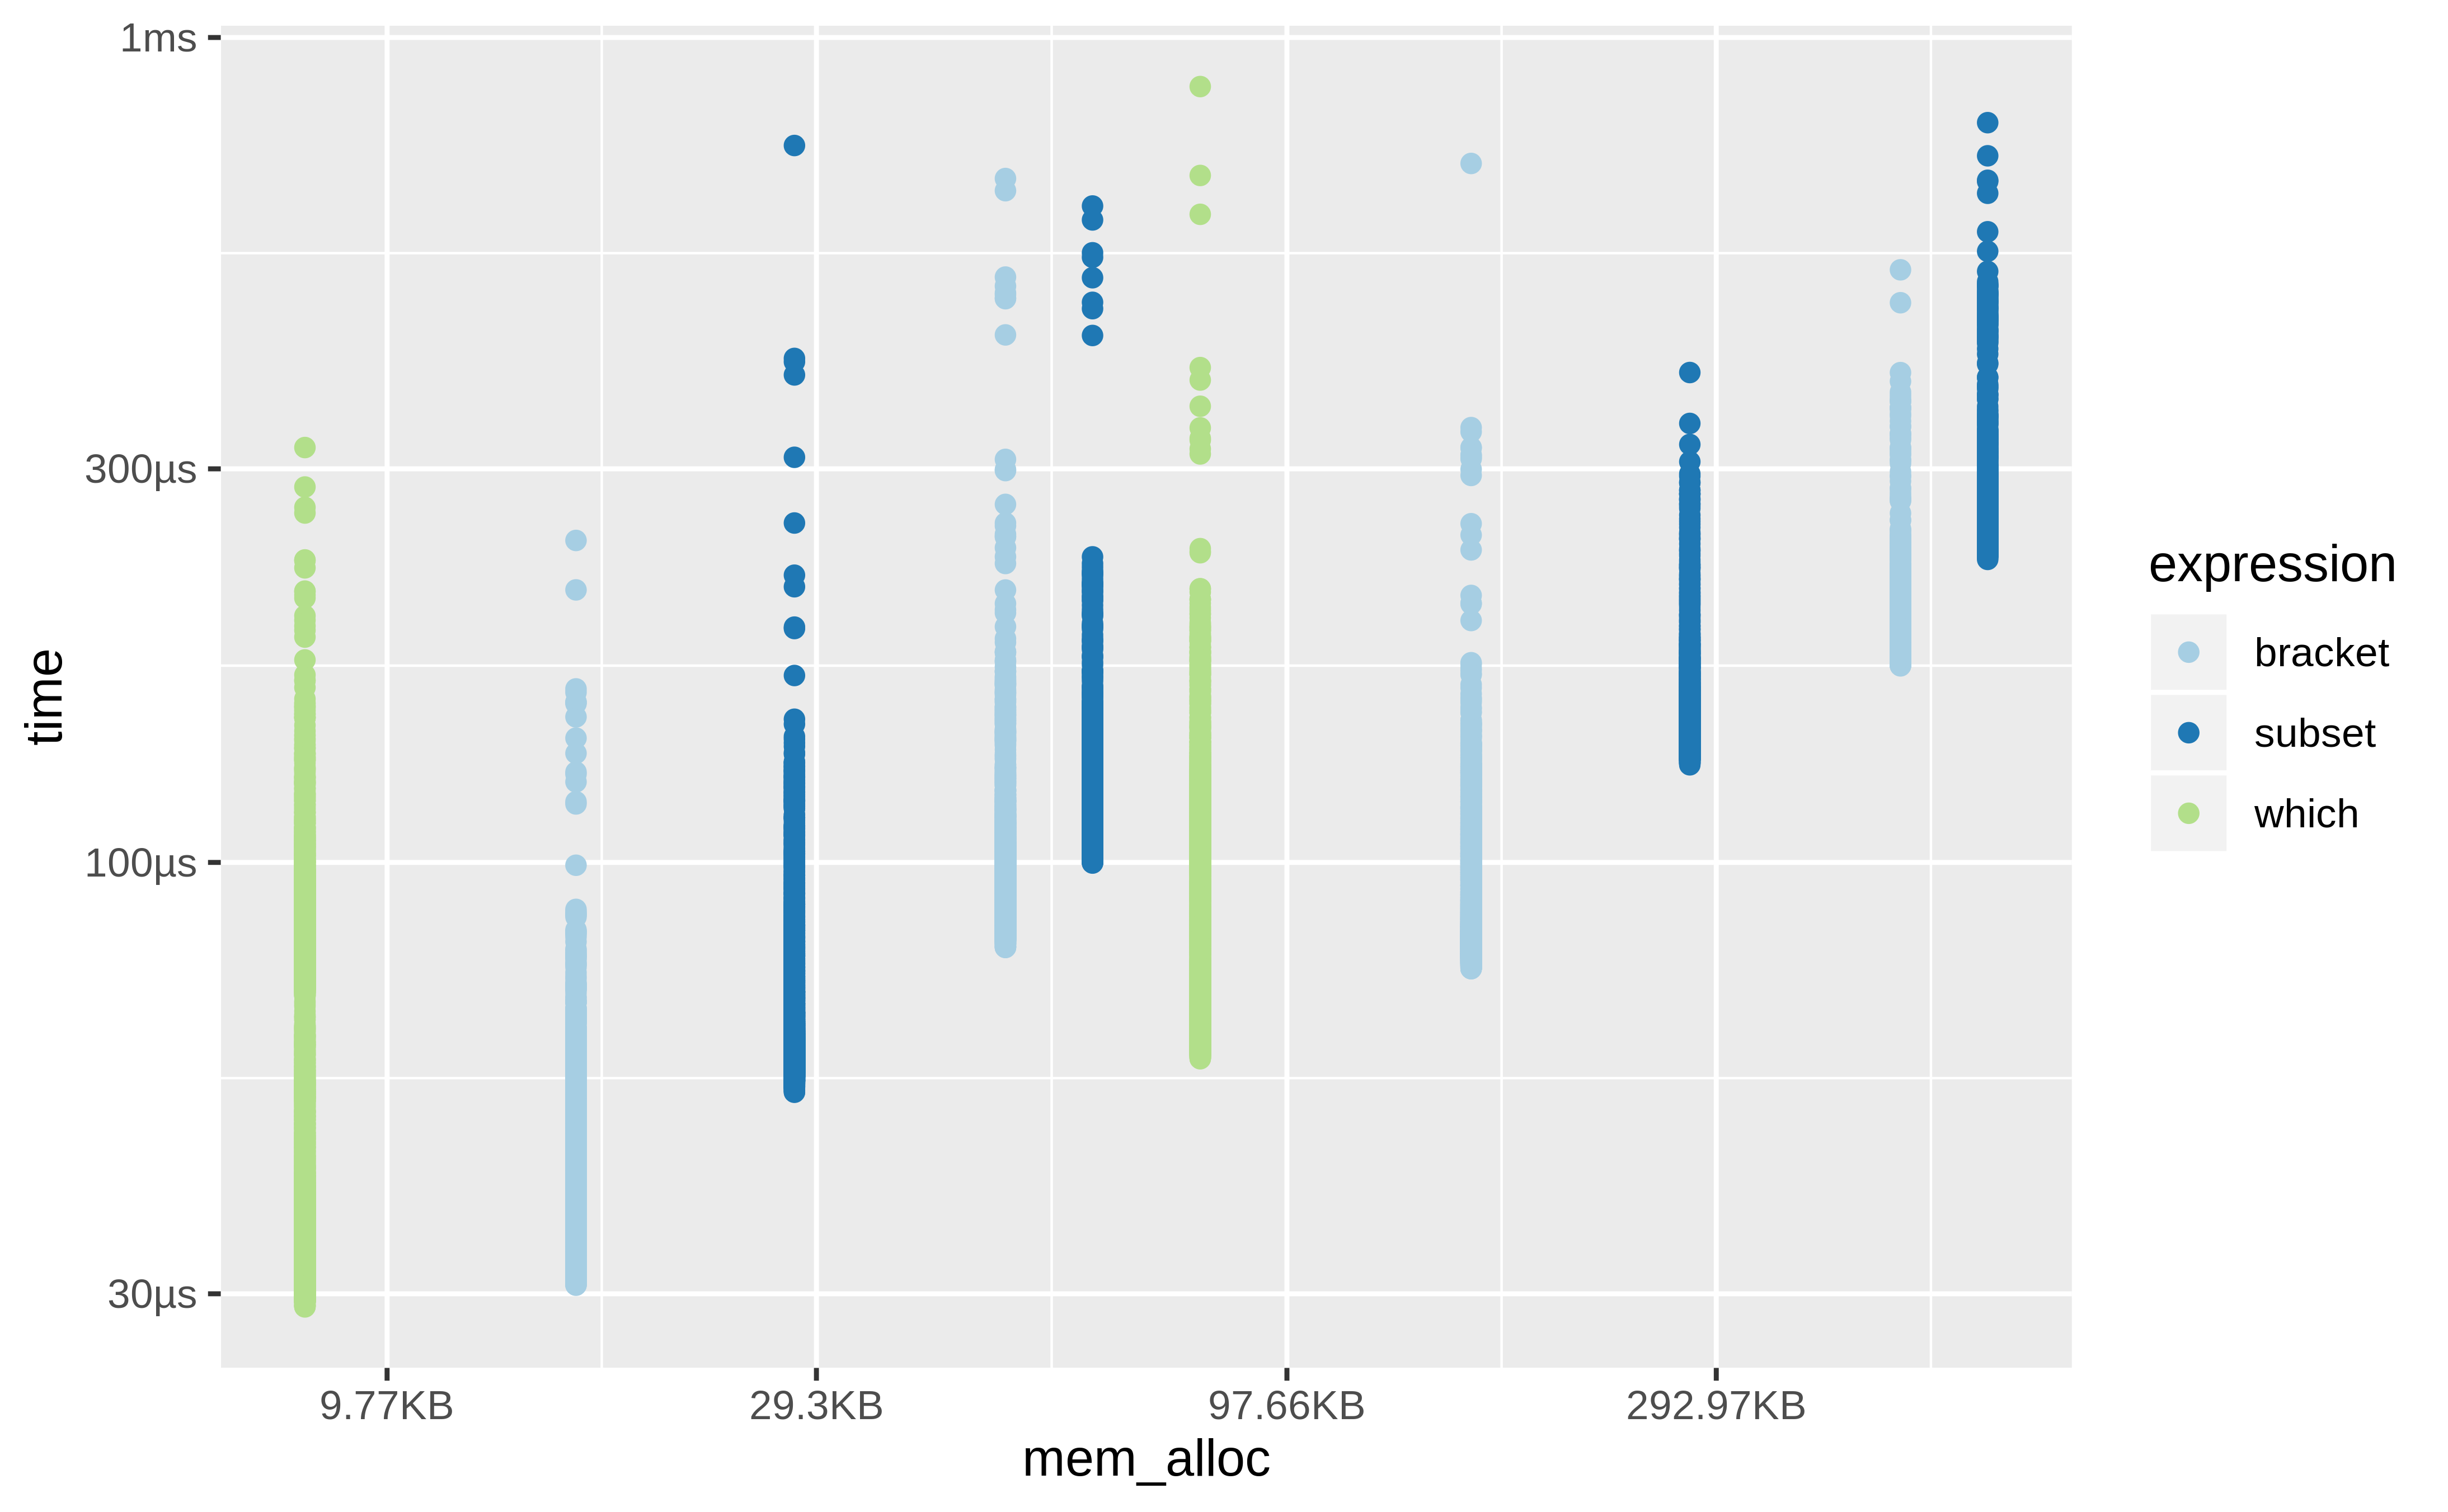 1ms
300µs
100µs
30µs
time
9.77KB
29.3KB
97.66KB
292.97KB
mem_alloc
expression
bracket
subset
which